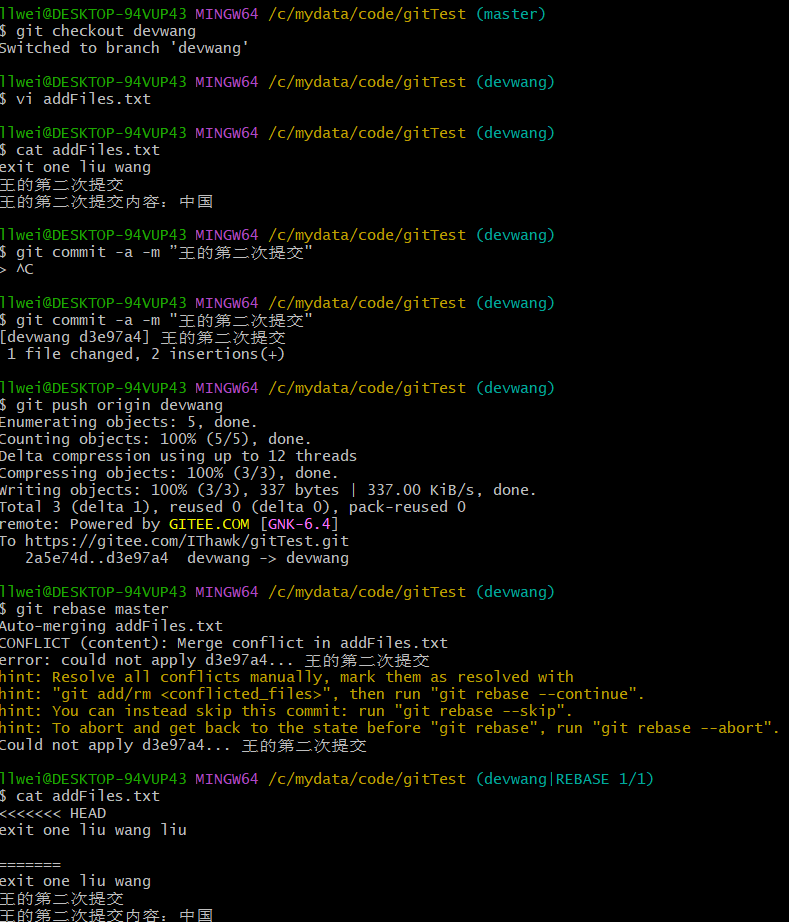 llwei@DESKTOP-94VUP43 MINGW64 /c/mydata/code/gitTest (master)
$ git checkout devwang
Switched to branch 'devwang'
llwei@DESKTOP-94VUP43 MINGW64 /c/mydata/code/gitTest (devwang)
$ vi addFiles.txt
llwei@DESKTOP-94VUP43 MINGW64 /c/mydata/code/gitTest (devwang)
$ cat addFiles.txt
exit one liu wang
王的第二次提交
王的第二次提交内容：中国
llwei@DESKTOP-94VUP43 MINGW64 /c/mydata/code/gitTest (devwang)
$ git commit -a -m "王的第二次提交"
> ^C
llwei@DESKTOP-94VUP43 MINGW64 /c/mydata/code/gitTest (devwang)
$ git commit -a -m "王的第二次提交"
[devwang d3e97a4] 王的第二次提交
 1 file changed, 2 insertions(+)
llwei@DESKTOP-94VUP43 MINGW64 /c/mydata/code/gitTest (devwang)
$ git push origin devwang
Enumerating objects: 5, done.
Counting objects: 100% (5/5), done.
Delta compression using up to 12 threads
Compressing objects: 100% (3/3), done.
Writing objects: 100% (3/3), 337 bytes | 337.00 KiB/s, done.
Total 3 (delta 1), reused 0 (delta 0), pack-reused 0
remote: Powered by GITEE.COM [GNK-6.4]
To https://gitee.com/IThawk/gitTest.git
   2a5e74d..d3e97a4  devwang -> devwang
llwei@DESKTOP-94VUP43 MINGW64 /c/mydata/code/gitTest (devwang)
$ git rebase master
Auto-merging addFiles.txt
CONFLICT (content): Merge conflict in addFiles.txt
error: could not apply d3e97a4... 王的第二次提交
hint: Resolve all conflicts manually, mark them as resolved with
hint: "git add/rm <conflicted_files>", then run "git rebase --continue".
hint: You can instead skip this commit: run "git rebase --skip".
hint: To abort and get back to the state before "git rebase", run "git rebase --abort".
Could not apply d3e97a4... 王的第二次提交
llwei@DESKTOP-94VUP43 MINGW64 /c/mydata/code/gitTest (devwang|REBASE 1/1)
$ cat addFiles.txt
<<<<<<< HEAD
exit one liu wang liu
=======
exit one liu wang
王的第二次提交
王的第二次提交内容：中国